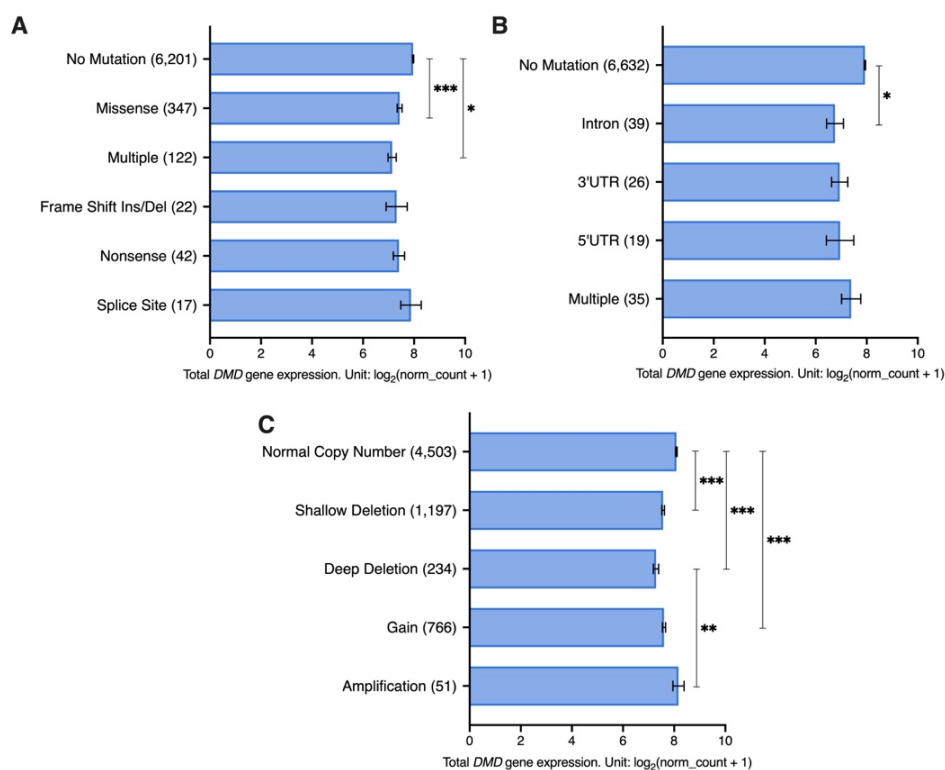 A
No Mutation (6,201)
Missense (347)
Multiple (122)
Frame Shift Ins/Del (22)
Nonsense (42)
Splice Site (17)
***
*
0 2 4 6 8 10
Total DMD gene expression. Unit: log₂(norm_count + 1)
B
No Mutation (6,632)
Intron (39)
3'UTR (26)
5'UTR (19)
Multiple (35)
*
0 2 4 6 8 10
Total DMD gene expression. Unit: log₂(norm_count + 1)
C
Normal Copy Number (4,503)
Shallow Deletion (1,197)
Deep Deletion (234)
Gain (766)
Amplification (51)
***
***
***
**
0 2 4 6 8 10
Total DMD gene expression. Unit: log₂(norm_count + 1)